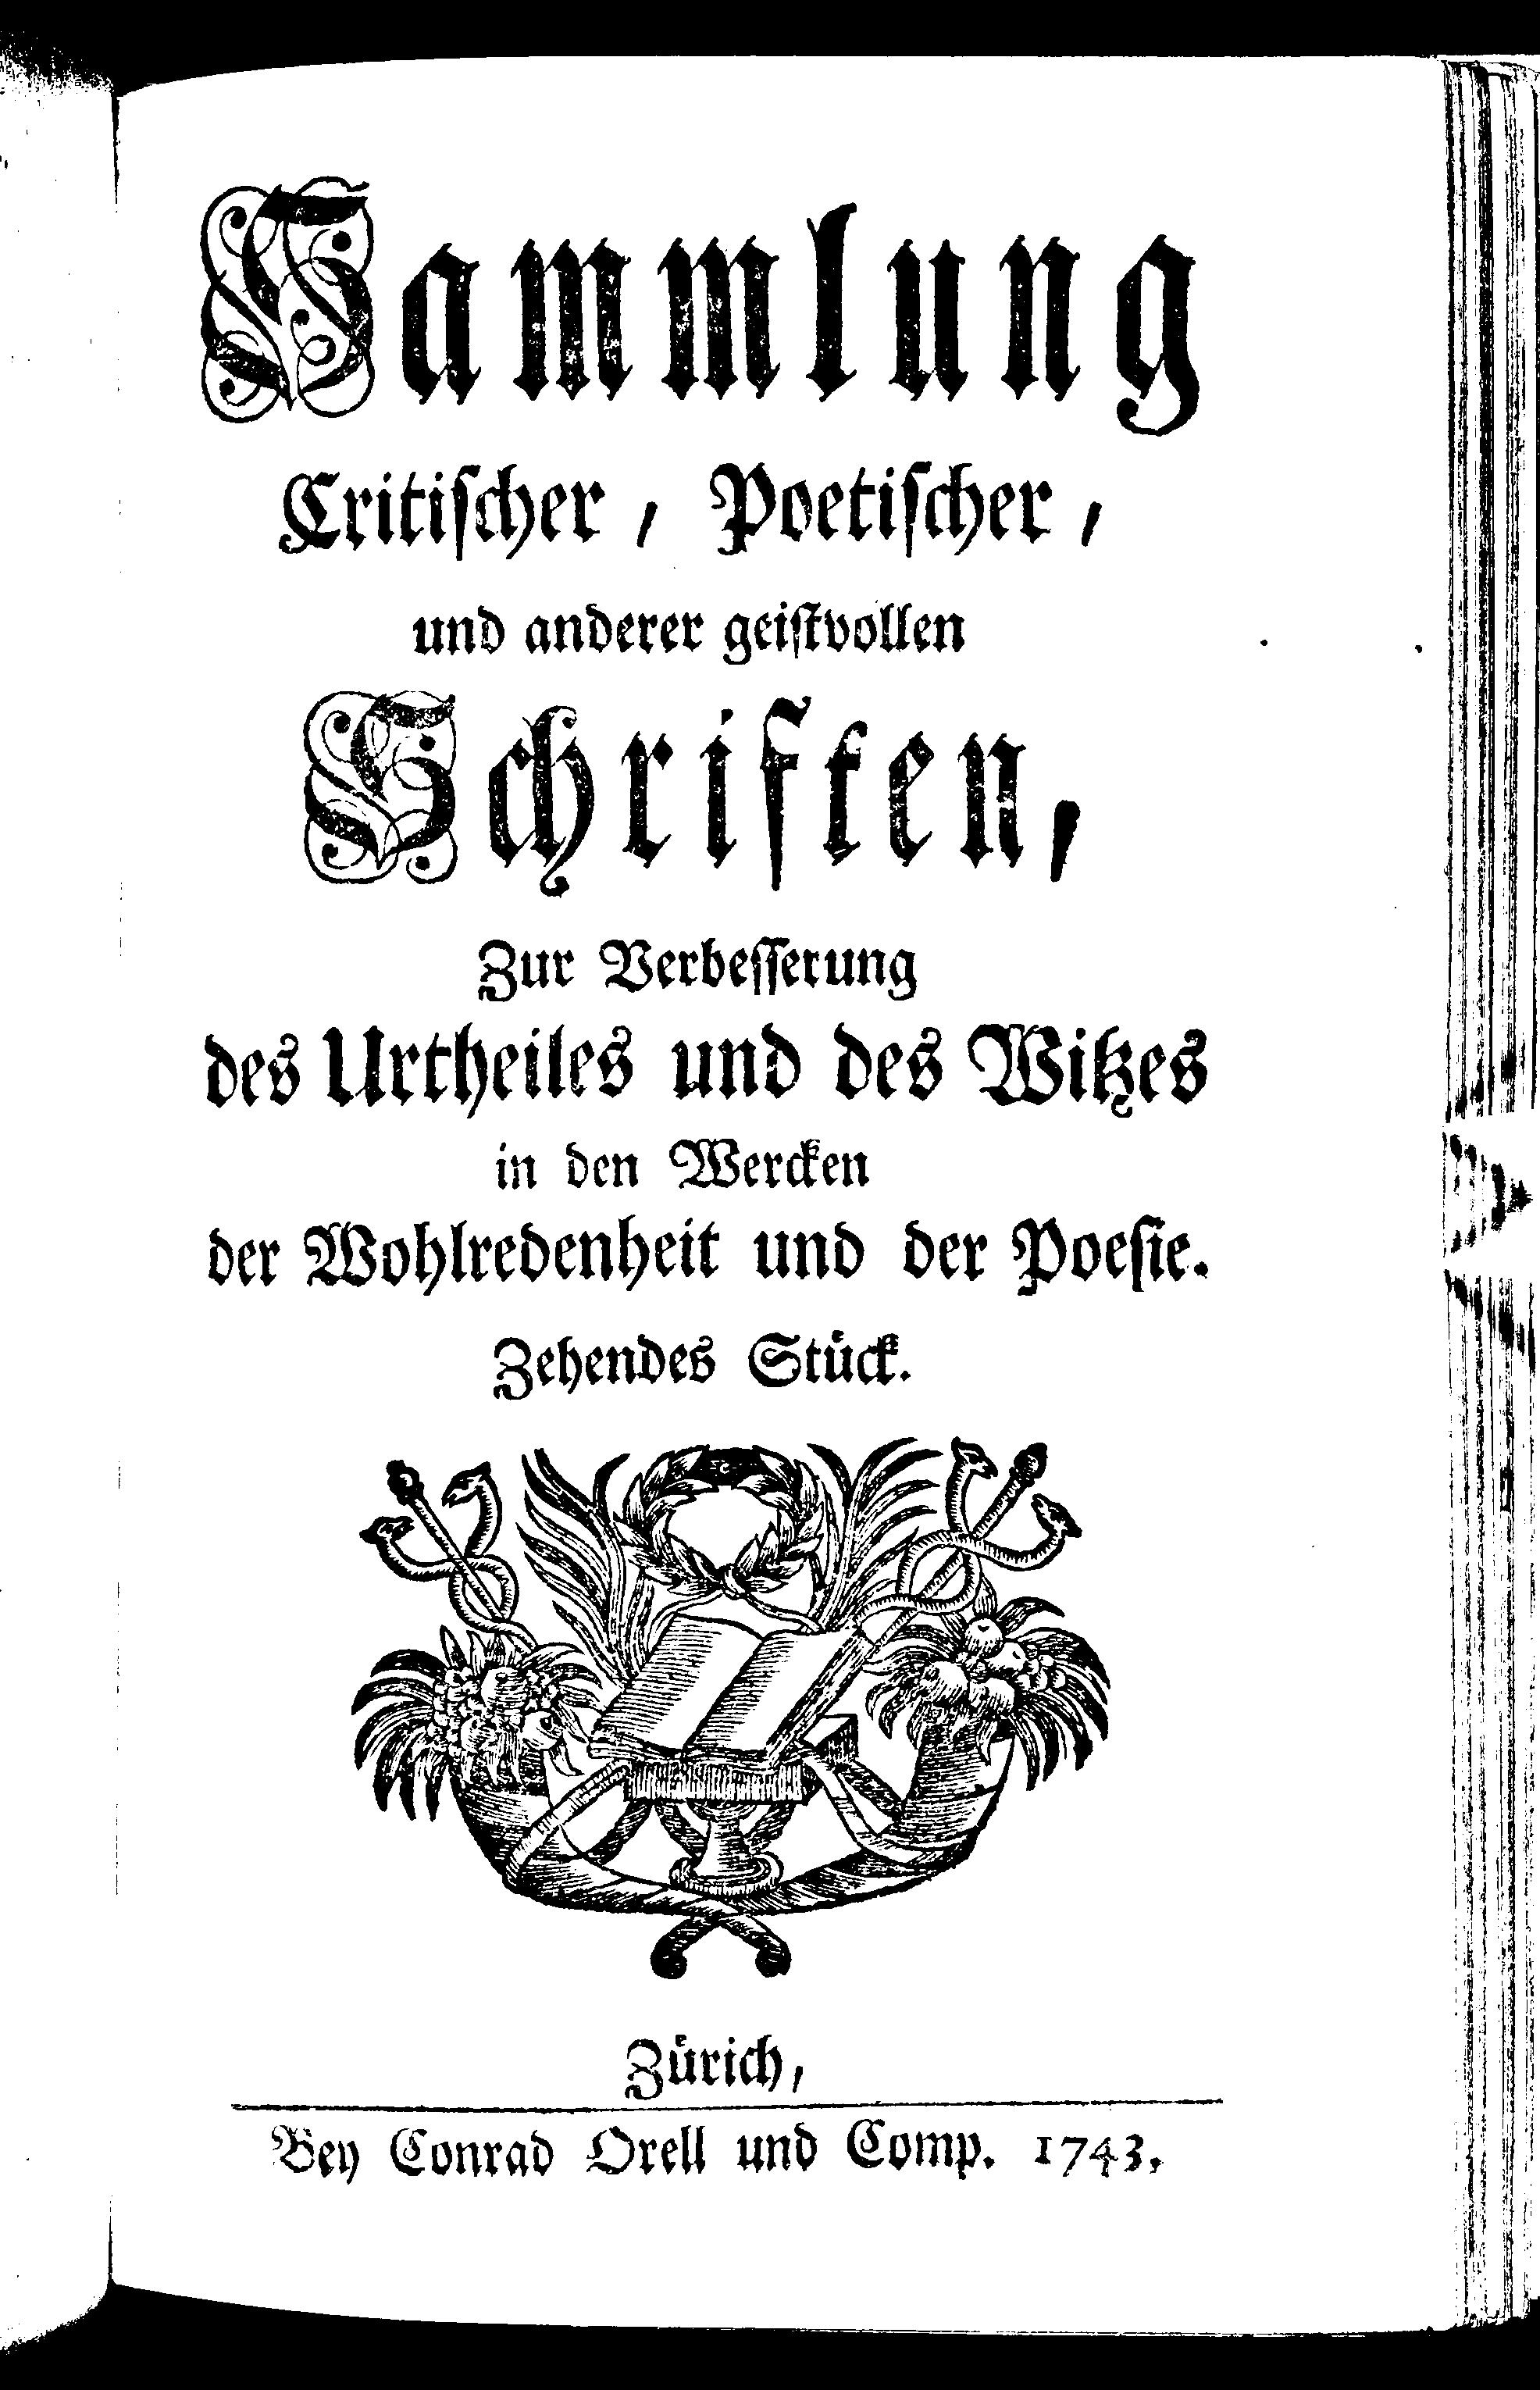 Sammlung
Critischer, Poetischer,
und anderer geistvollen
Schriften,
Zur Verbesserung
des Urtheiles und des Witzes
in den Wercken
der Wohlredenheit und der Poesie.
Zehendes Stück.
Zürich,
Bey Conrad Orell und Comp. 1743.